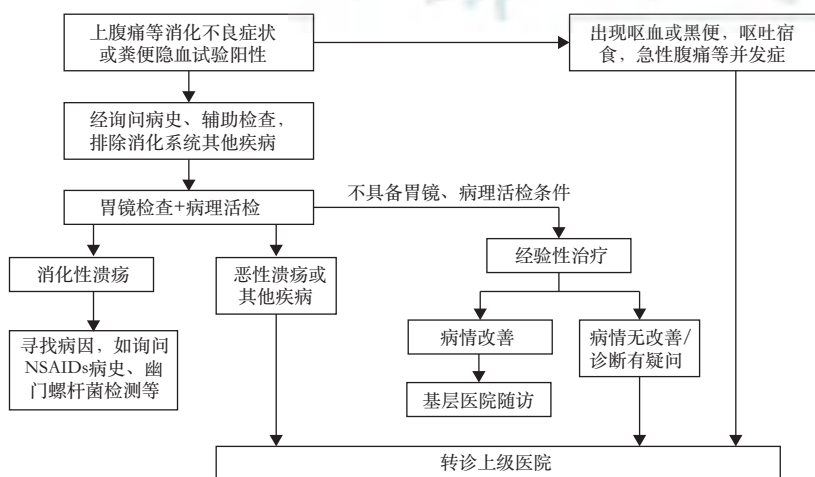 上腹痛等消化不良症状
或粪便隐血试验阳性
出现呕血或黑便，呕吐宿
食，急性腹痛等并发症
经询问病史、辅助检查，
排除消化系统其他疾病
胃镜检查+病理活检
不具备胃镜、病理活检条件
消化性溃疡
恶性溃疡或
其他疾病
经验性治疗
寻找病因，如询问
NSAIDs病史、幽
门螺杆菌检测等
病情改善
病情无改善/
诊断有疑问
基层医院随访
转诊上级医院